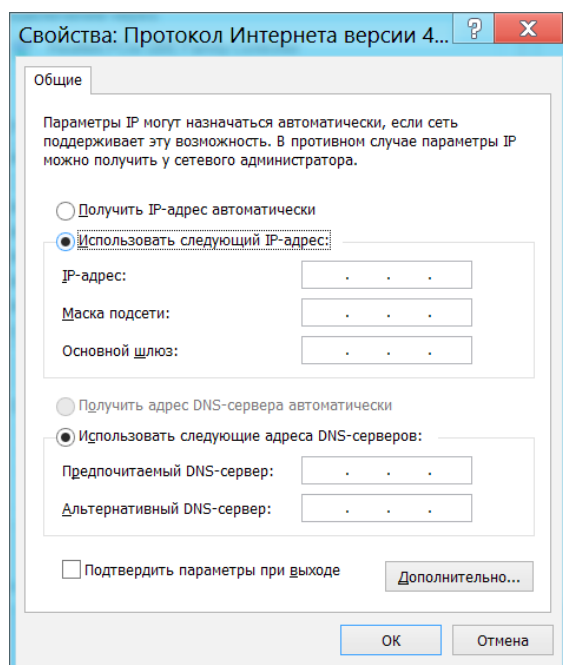 Свойства: Протокол Интернета версии 4...
Общие
Параметры IP могут назначаться автоматически, если сеть
поддерживает эту возможность. В противном случае параметры IP
можно получить у сетевого администратора.
Получить IP-адрес автоматически
Использовать следующий IP-адрес:
IP-адрес:
Маска подсети:
Основной шлюз:
Получить адрес DNS-сервера автоматически
Использовать следующие адреса DNS-серверов:
Предпочитаемый DNS-сервер:
Альтернативный DNS-сервер:
Подтвердить параметры при выходе
Дополнительно...
ОК
Отмена